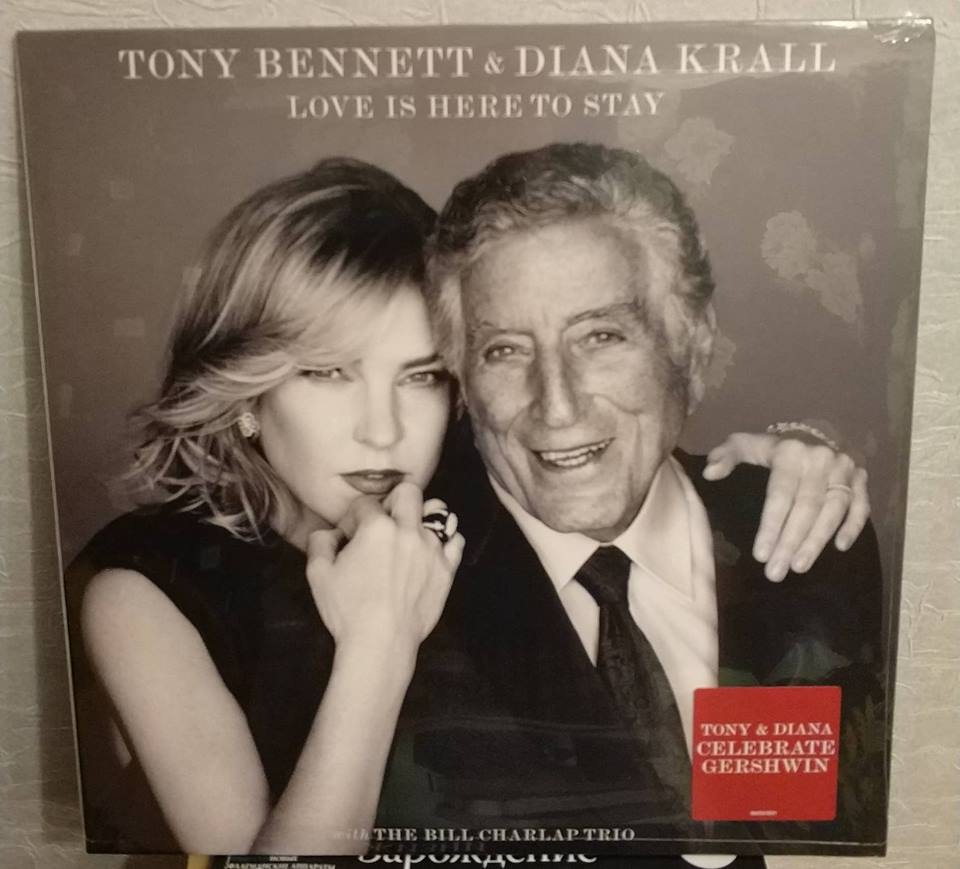 TONY BENNETT & DIANA KRALL
LOVE IS HERE TO STAY
TONY & DIANA
CELEBRATE
GERSHWIN
with THE BILL CHARLAP TRIO
Зарождение